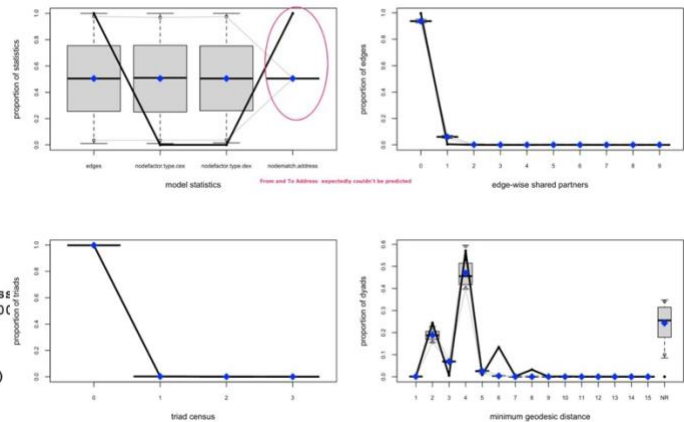 proportion of statistics
0.0 0.2 0.4 0.6 0.8 1.0
edges nodefactor.type.cex nodefactor.type.dex nodematch.address
model statistics
From and To Address expectedly couldn't be predicted
proportion of edges
0.0 0.2 0.4 0.6 0.8 1.0
0 1 2 3 4 5 6 7 8 9
edge-wise shared partners
proportion of triads
0.0 0.2 0.4 0.6 0.8 1.0
0 1 2 3
triad census
proportion of dyads
0.0 0.1 0.2 0.3 0.4 0.5 0.6
1 2 3 4 5 6 7 8 9 10 11 12 13 14 15 NR
minimum geodesic distance